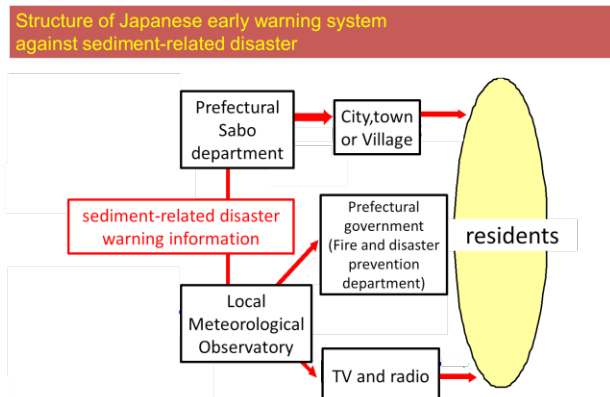 Structure of Japanese early warning system
against sediment-related disaster
Prefectural
Sabo
department
City,town
or Village
sediment-related disaster
warning information
Prefectural
government
(Fire and disaster
prevention
department)
residents
Local
Meteorological
Observatory
TV and radio